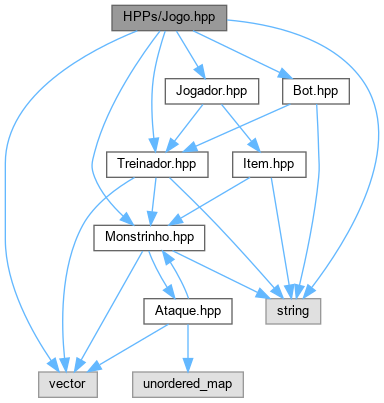 HPPs/Jogo.hpp
Jogador.hpp
Bot.hpp
Treinador.hpp
Item.hpp
Monstrinho.hpp
Ataque.hpp
string
vector
unordered_map